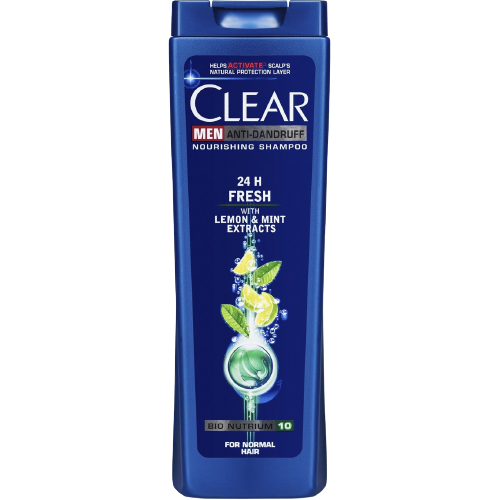 HELPS ACTIVATE* SCALP'S
NATURAL PROTECTION LAYER
CLEAR
MEN ANTI-DANDRUFF
NOURISHING SHAMPOO
24 H
FRESH
WITH
LEMON & MINT
EXTRACTS
BIO NUTRIUM 10
FOR NORMAL
HAIR